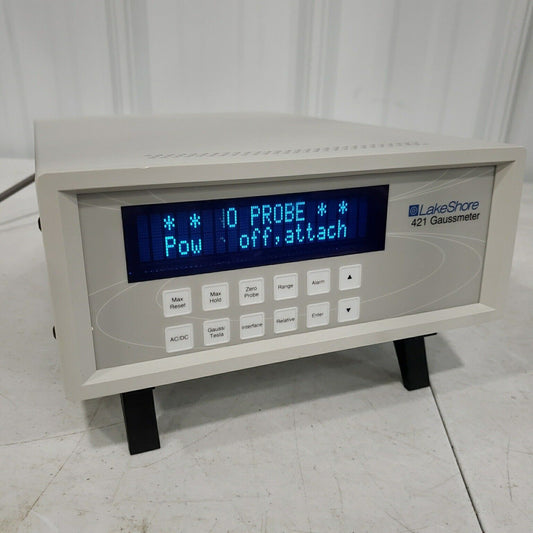 LakeShore
421 Gaussmeter
* * O PROBE * *
Pow off,attach
Max Reset
Max Hold
Zero Probe
Range
Alarm
▲
AC/DC
Gauss/ Tesla
Interface
Relative
Enter
▼